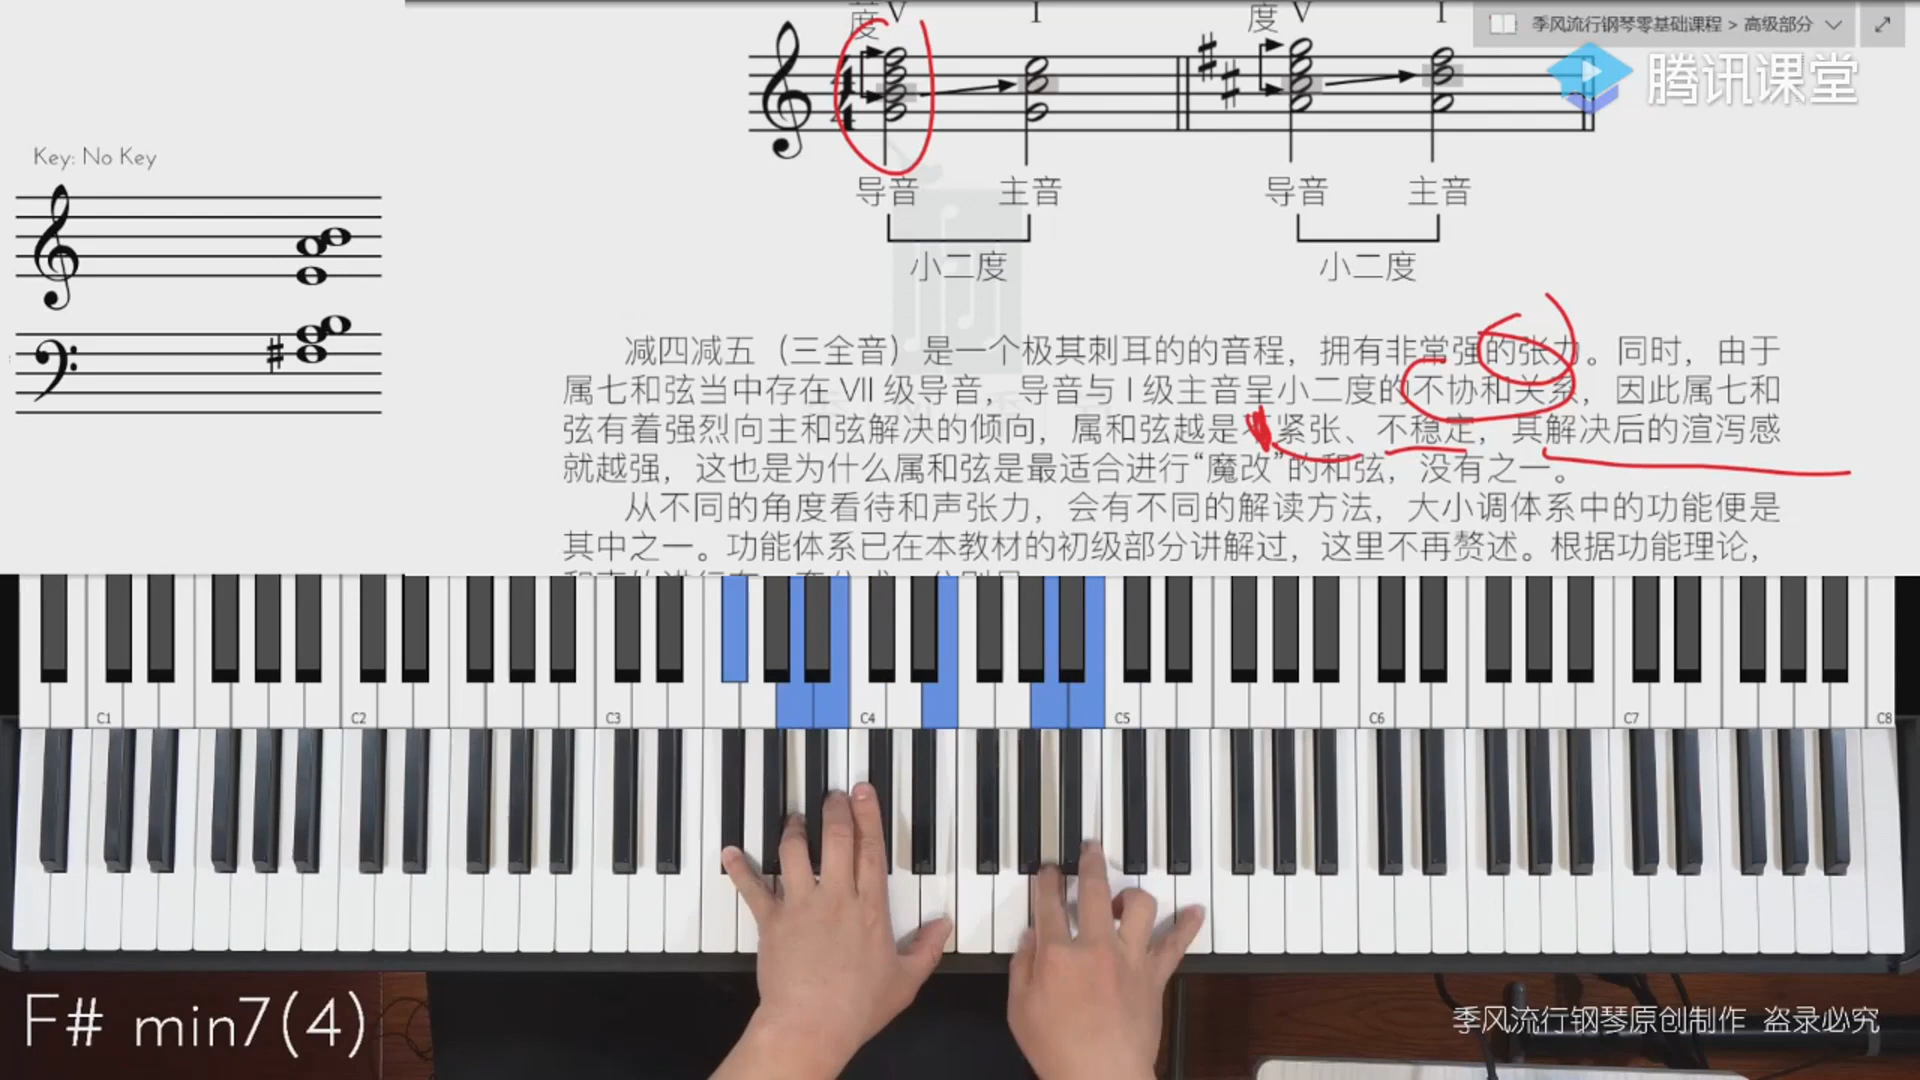 度 V I 度 V I
季风流行钢琴零基础课程 > 高级部分
腾讯课堂
Key: No Key
导音 主音 导音 主音
小二度 小二度
减四减五（三全音）是一个极其刺耳的的音程，拥有非常强的张力。同时，由于
属七和弦当中存在 VII 级导音，导音与 I 级主音呈小二度的不协和关系，因此属七和
弦有着强烈向主和弦解决的倾向，属和弦越是紧张、不稳定，其解决后的渲泻感
就越强，这也是为什么属和弦是最适合进行“魔改”的和弦，没有之一。
从不同的角度看待和声张力，会有不同的解读方法，大小调体系中的功能便是
其中之一。功能体系已在本教材的初级部分讲解过，这里不再赘述。根据功能理论，
C1 C2 C3 C4 C5 C6 C7 C8
F# min7(4)
季风流行钢琴原创制作 盗录必究